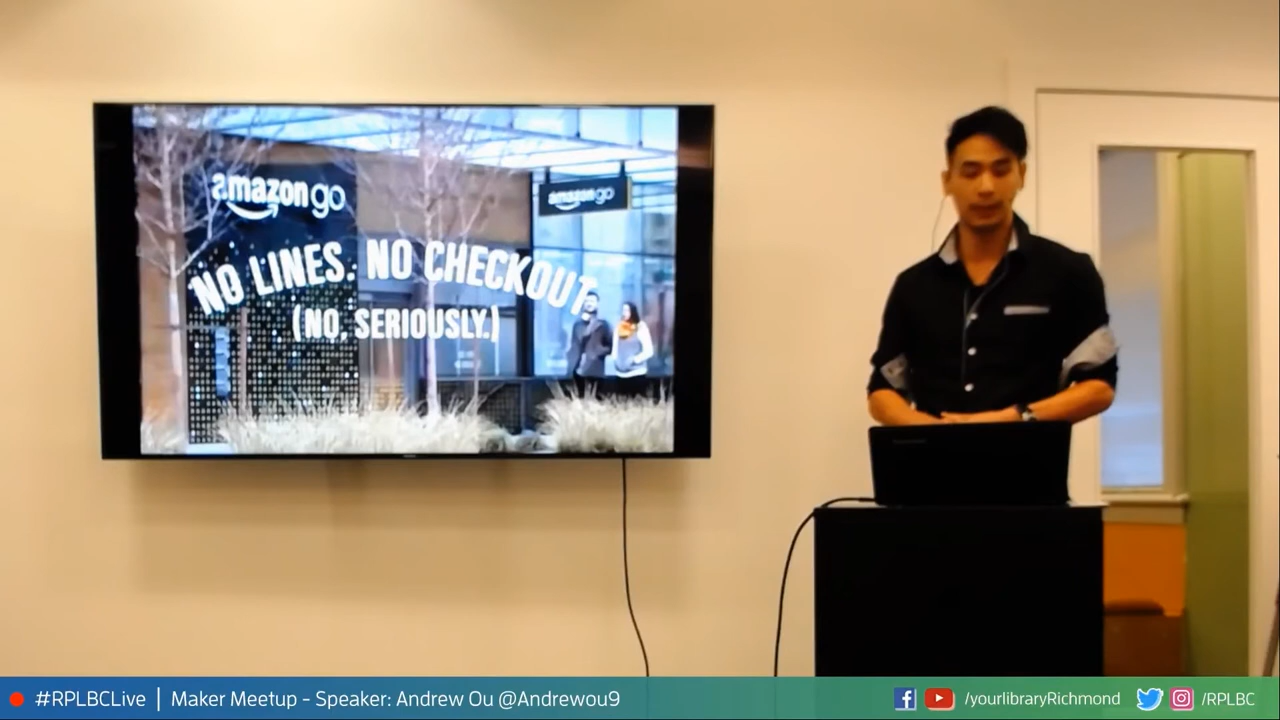 amazon go
amazon go
NO LINES. NO CHECKOUT
(NO, SERIOUSLY.)
#RPLBCLive | Maker Meetup - Speaker: Andrew Ou @Andrewou9
/yourlibraryRichmond
/RPLBC